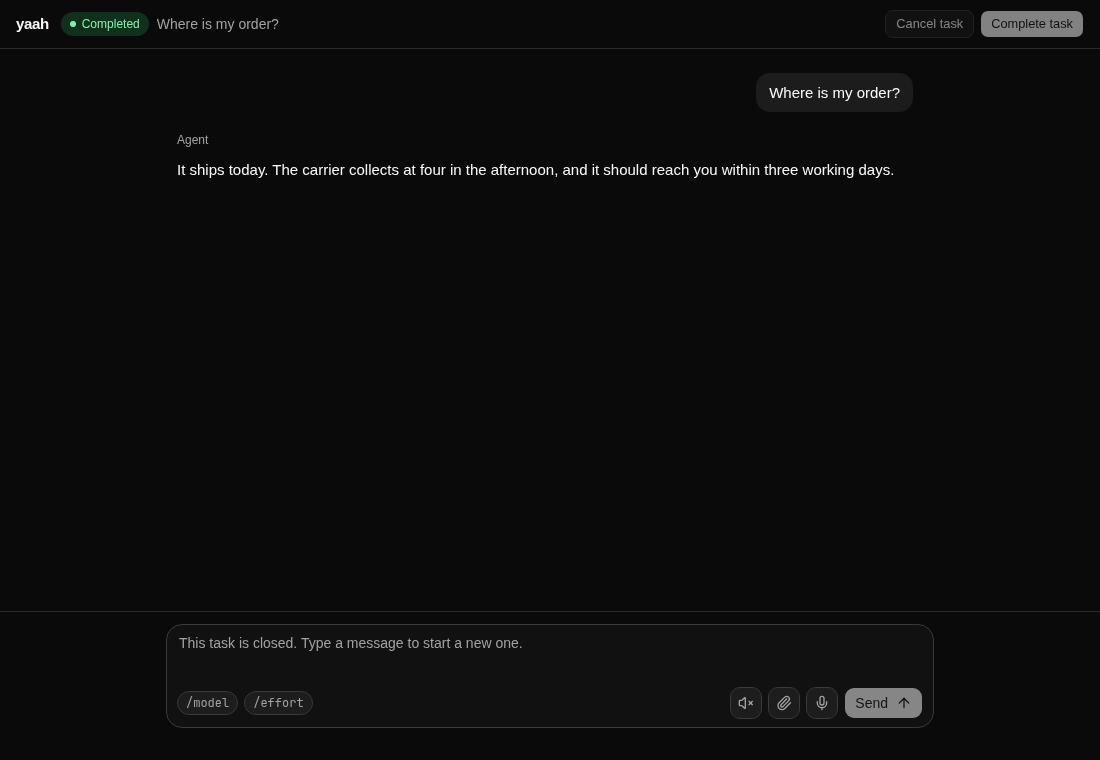 yaah
Completed
Where is my order?
Cancel task
Complete task
Where is my order?
Agent
It ships today. The carrier collects at four in the afternoon, and it should reach you within three working days.
This task is closed. Type a message to start a new one.
/model
/effort
Send